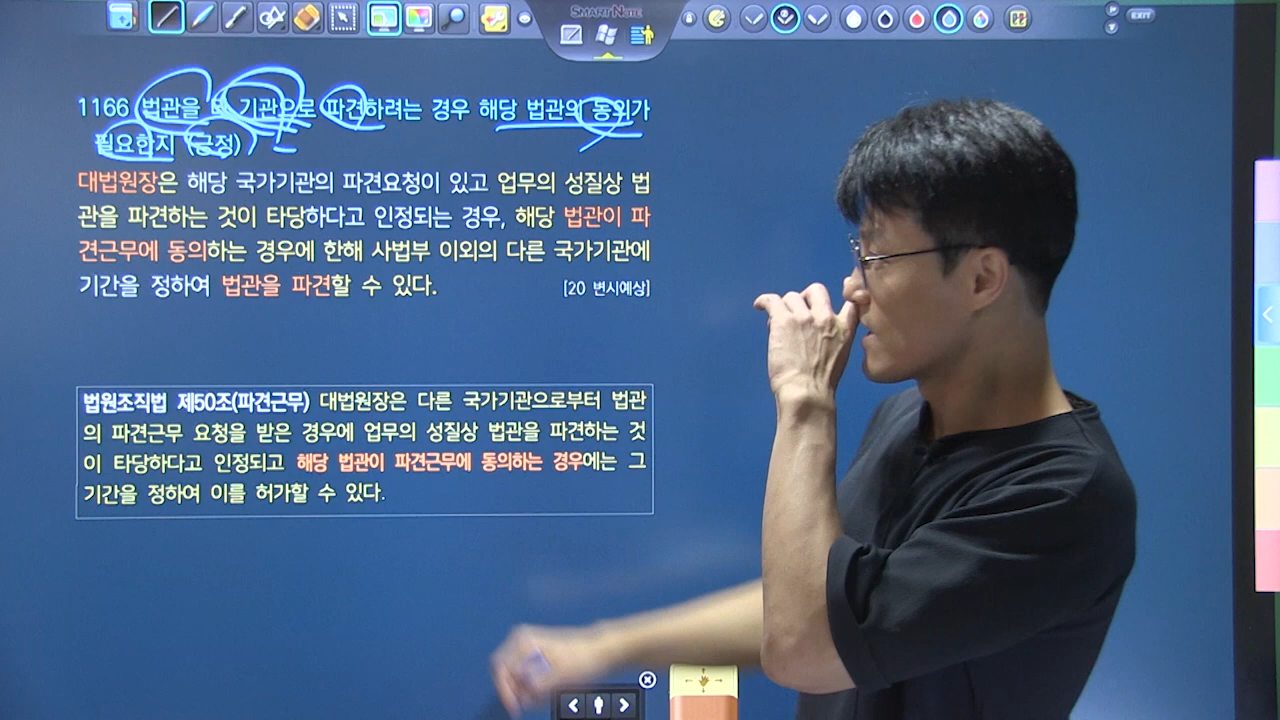 SMARTNOTE
EXIT
1166 법관을 타 기관으로 파견하려는 경우 해당 법관의 동의가
필요한지 (긍정)
대법원장은 해당 국가기관의 파견요청이 있고 업무의 성질상 법
관을 파견하는 것이 타당하다고 인정되는 경우, 해당 법관이 파
견근무에 동의하는 경우에 한해 사법부 이외의 다른 국가기관에
기간을 정하여 법관을 파견할 수 있다.
[20 변시예상]
법원조직법 제50조(파견근무) 대법원장은 다른 국가기관으로부터 법관
의 파견근무 요청을 받은 경우에 업무의 성질상 법관을 파견하는 것
이 타당하다고 인정되고 해당 법관이 파견근무에 동의하는 경우에는 그
기간을 정하여 이를 허가할 수 있다.